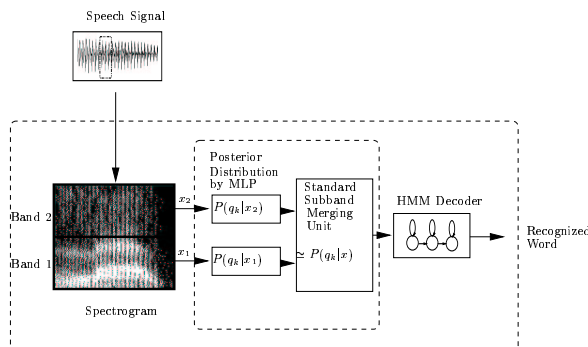 Speech Signal
Posterior
Distribution
by MLP
Standard
Subband
Merging
Unit
HMM Decoder
x₂
P(qₖ|x₂)
Band 2
x₁
P(qₖ|x₁)
≃ P(qₖ|x)
Band 1
Recognized
Word
Spectrogram